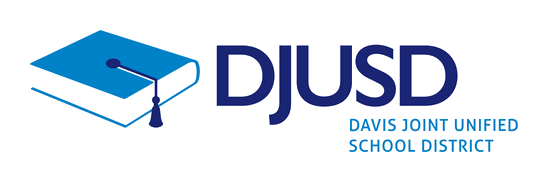 DJUSD
DAVIS JOINT UNIFIED
SCHOOL DISTRICT